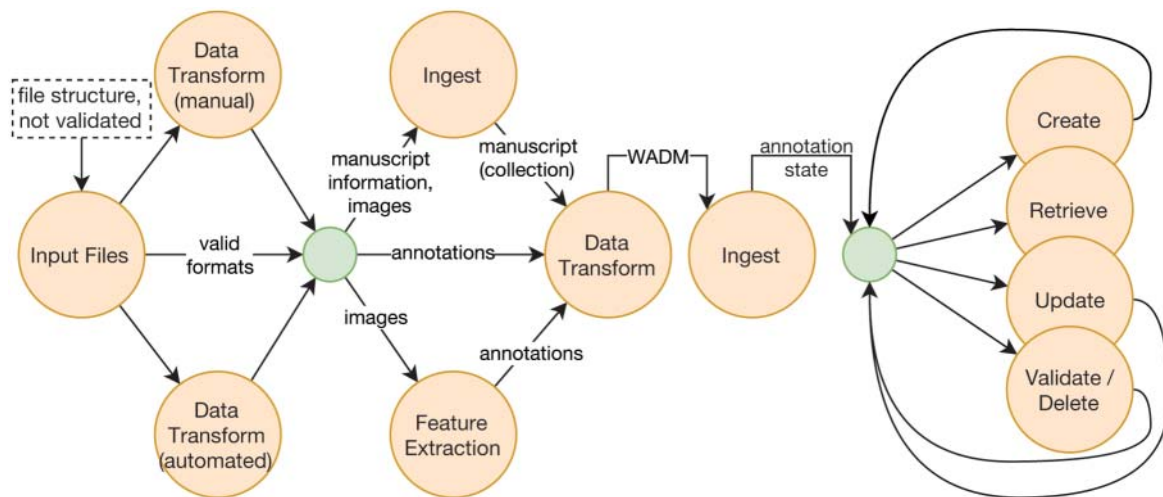 file structure,
not validated
Input Files
Data
Transform
(manual)
valid
formats
Data
Transform
(automated)
manuscript
information,
images
annotations
images
Ingest
Feature
Extraction
manuscript
(collection)
annotations
Data
Transform
WADM
Ingest
annotation
state
Create
Retrieve
Update
Validate /
Delete